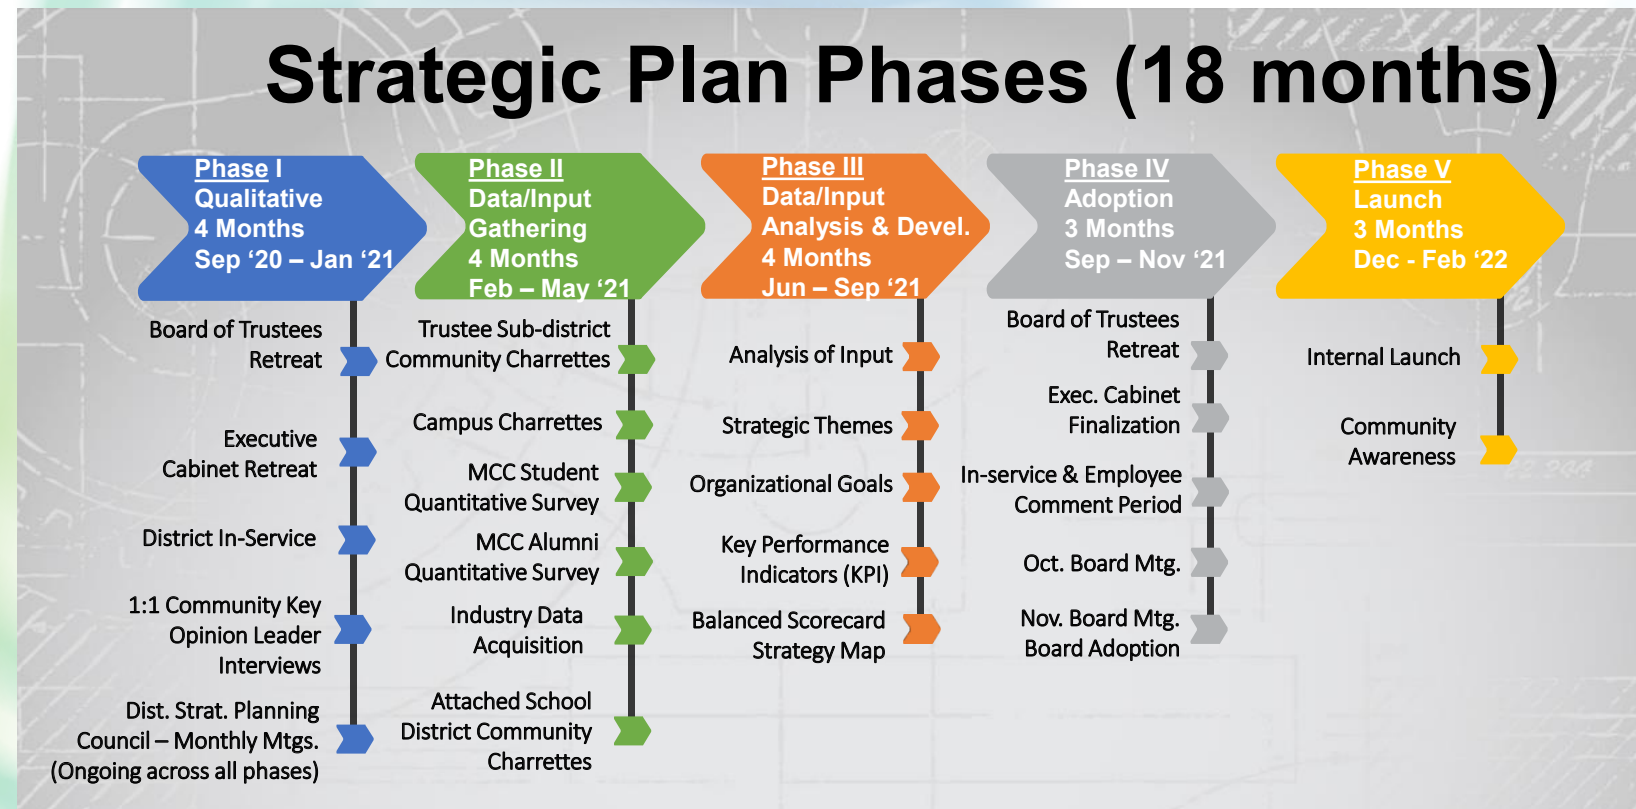 Strategic Plan Phases (18 months)
Phase I
Qualitative
4 Months
Sep ‘20 – Jan ‘21
Board of Trustees
Retreat
Executive
Cabinet Retreat
District In-Service
1:1 Community Key
Opinion Leader
Interviews
Dist. Strat. Planning
Council – Monthly Mtgs.
(Ongoing across all phases)
Phase II
Data/Input
Gathering
4 Months
Feb – May ‘21
Trustee Sub-district
Community Charrettes
Campus Charrettes
MCC Student
Quantitative Survey
MCC Alumni
Quantitative Survey
Industry Data
Acquisition
Attached School
District Community
Charrettes
Phase III
Data/Input
Analysis & Devel.
4 Months
Jun – Sep ‘21
Analysis of Input
Strategic Themes
Organizational Goals
Key Performance
Indicators (KPI)
Balanced Scorecard
Strategy Map
Phase IV
Adoption
3 Months
Sep – Nov ‘21
Board of Trustees
Retreat
Exec. Cabinet
Finalization
In-service & Employee
Comment Period
Oct. Board Mtg.
Nov. Board Mtg.
Board Adoption
Phase V
Launch
3 Months
Dec - Feb ‘22
Internal Launch
Community
Awareness